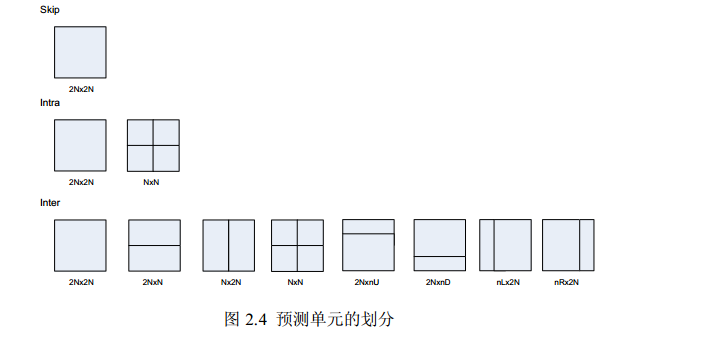 Skip
2Nx2N
Intra
2Nx2N NxN
Inter
2Nx2N 2NxN Nx2N NxN 2NxnU 2NxnD nLx2N nRx2N
图 2.4 预测单元的划分